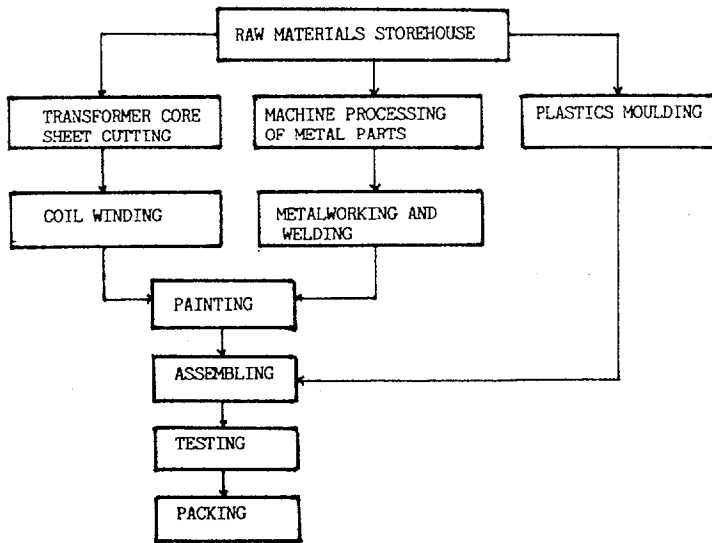 RAW MATERIALS STOREHOUSE
TRANSFORMER CORE
SHEET CUTTING
MACHINE PROCESSING
OF METAL PARTS
PLASTICS MOULDING
COIL WINDING
METALWORKING AND
WELDING
PAINTING
ASSEMBLING
TESTING
PACKING